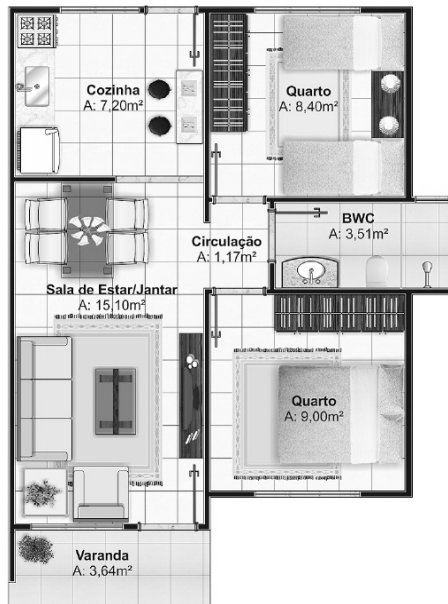 Cozinha
A: 7,20m²
Quarto
A: 8,40m²
BWC
A: 3,51m²
Circulação
A: 1,17m²
Sala de Estar/Jantar
A: 15,10m²
Quarto
A: 9,00m²
Varanda
A: 3,64m²